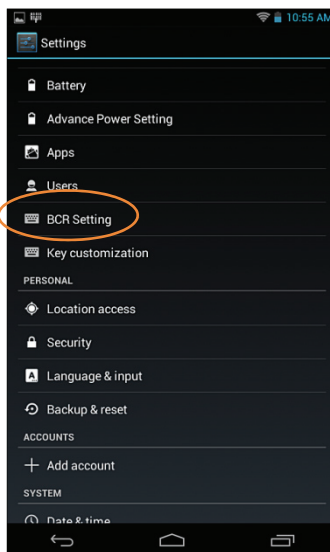 10:55 AM
Settings
Battery
Advance Power Setting
Apps
Users
BCR Setting
Key customization
PERSONAL
Location access
Security
Language & input
Backup & reset
ACCOUNTS
Add account
SYSTEM
Date & time